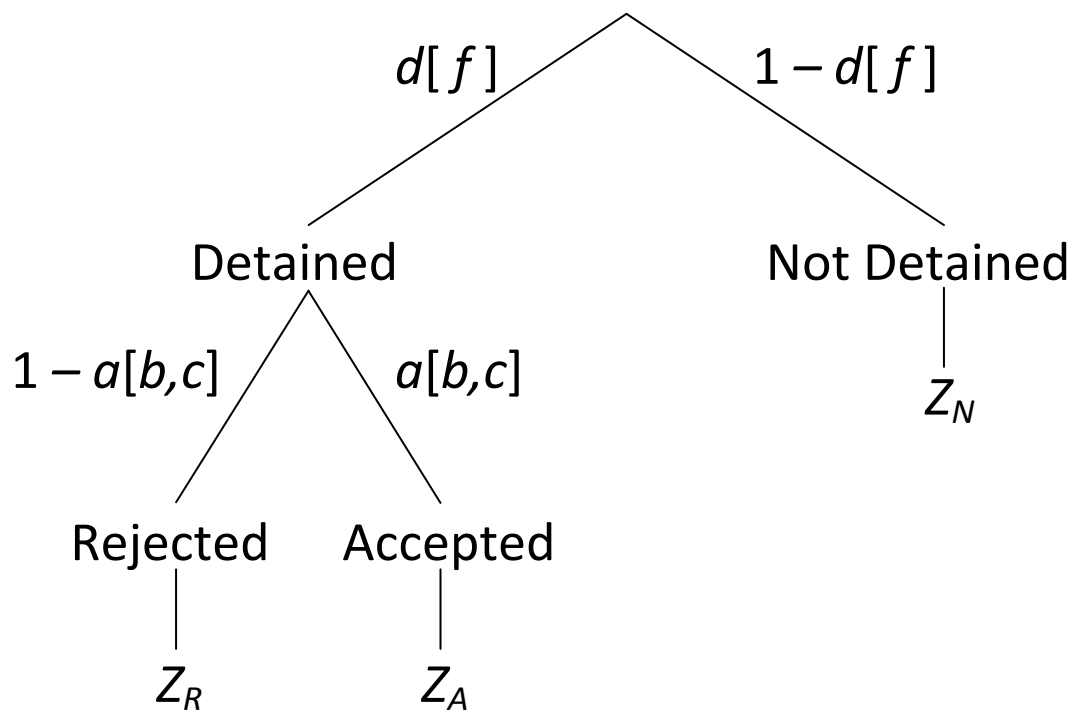 d[ f ]
1 – d[ f ]
Detained
Not Detained
1 – a[b,c]
a[b,c]
Z_N
Rejected
Accepted
Z_R
Z_A